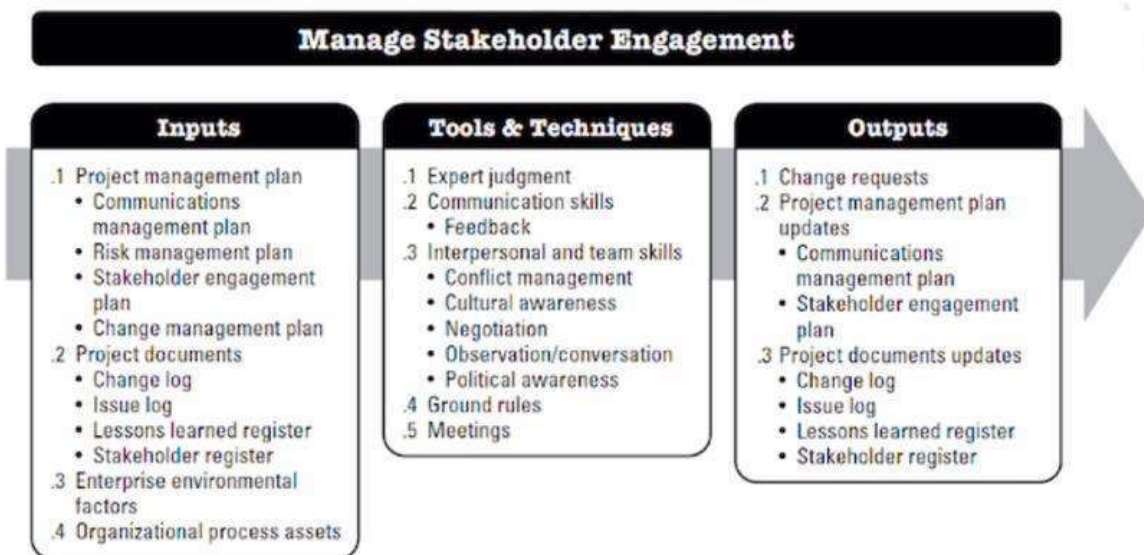 Manage Stakeholder Engagement
Inputs
.1 Project management plan
• Communications
management plan
• Risk management plan
• Stakeholder engagement
plan
• Change management plan
.2 Project documents
• Change log
• Issue log
• Lessons learned register
• Stakeholder register
.3 Enterprise environmental
factors
.4 Organizational process assets
Tools & Techniques
.1 Expert judgment
.2 Communication skills
• Feedback
.3 Interpersonal and team skills
• Conflict management
• Cultural awareness
• Negotiation
• Observation/conversation
• Political awareness
.4 Ground rules
.5 Meetings
Outputs
.1 Change requests
.2 Project management plan
updates
• Communications
management plan
• Stakeholder engagement
plan
.3 Project documents updates
• Change log
• Issue log
• Lessons learned register
• Stakeholder register